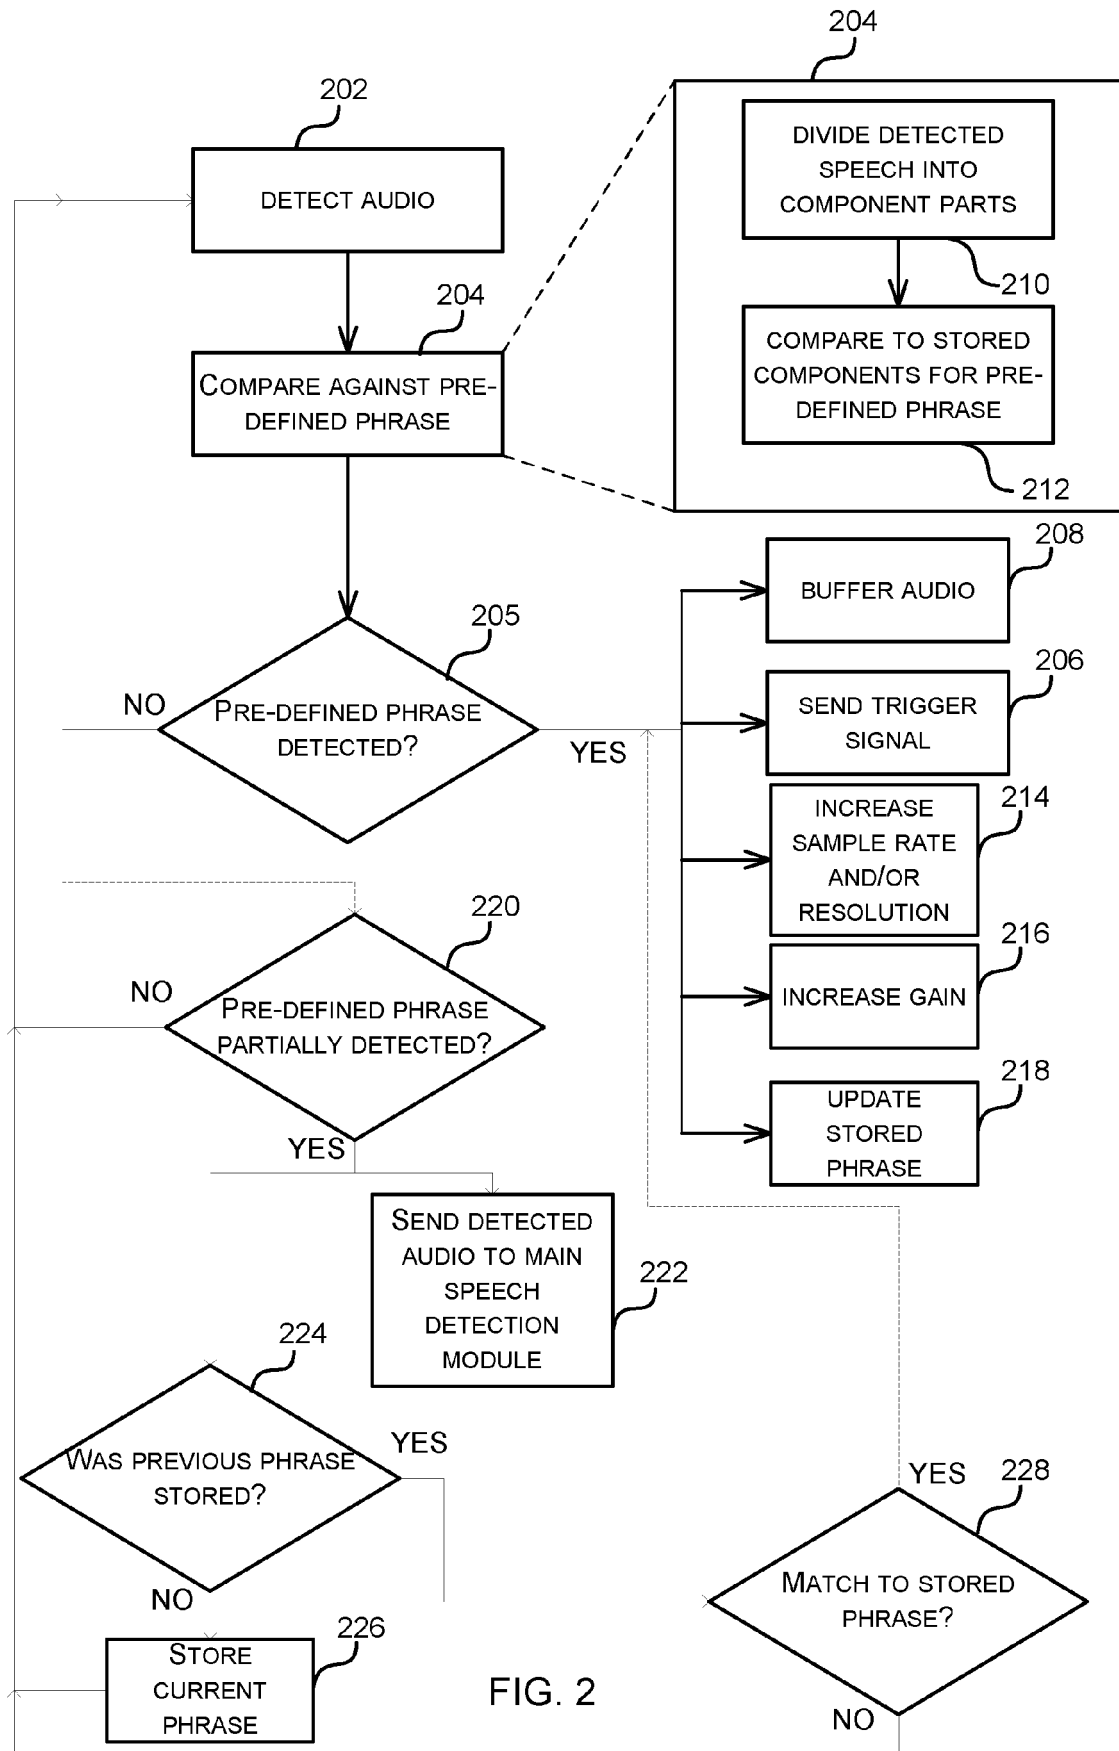 204
202
DIVIDE DETECTED
SPEECH INTO
COMPONENT PARTS
DETECT AUDIO
210
204
COMPARE TO STORED
COMPONENTS FOR PRE-
DEFINED PHRASE
COMPARE AGAINST PRE-
DEFINED PHRASE
212
208
BUFFER AUDIO
205
206
NO
PRE-DEFINED PHRASE
DETECTED?
YES
SEND TRIGGER
SIGNAL
214
INCREASE
SAMPLE RATE
AND/OR
RESOLUTION
220
216
NO
PRE-DEFINED PHRASE
PARTIALLY DETECTED?
INCREASE GAIN
218
YES
UPDATE
STORED
PHRASE
SEND DETECTED
AUDIO TO MAIN
SPEECH
DETECTION
MODULE
222
224
YES
WAS PREVIOUS PHRASE
STORED?
YES
228
NO
MATCH TO STORED
PHRASE?
226
STORE
CURRENT
PHRASE
FIG. 2
NO